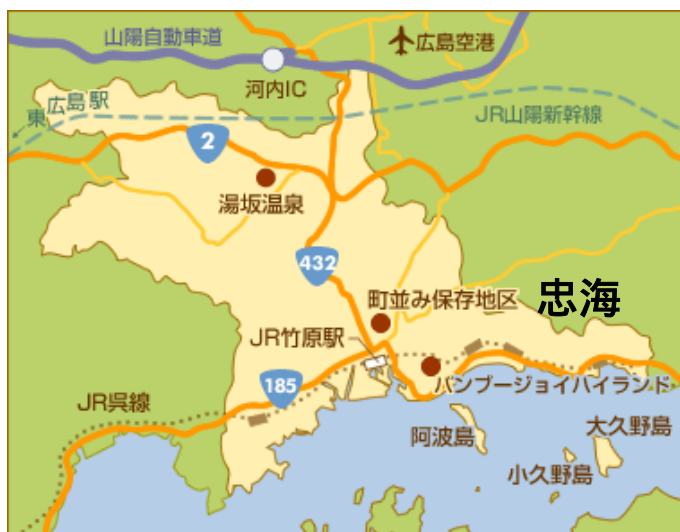 山陽自動車道
広島空港
河内IC
東広島駅
JR山陽新幹線
2
湯坂温泉
432
町並み保存地区
忠海
JR竹原駅
バンブージョイハイランド
185
JR呉線
阿波島
大久野島
小久野島